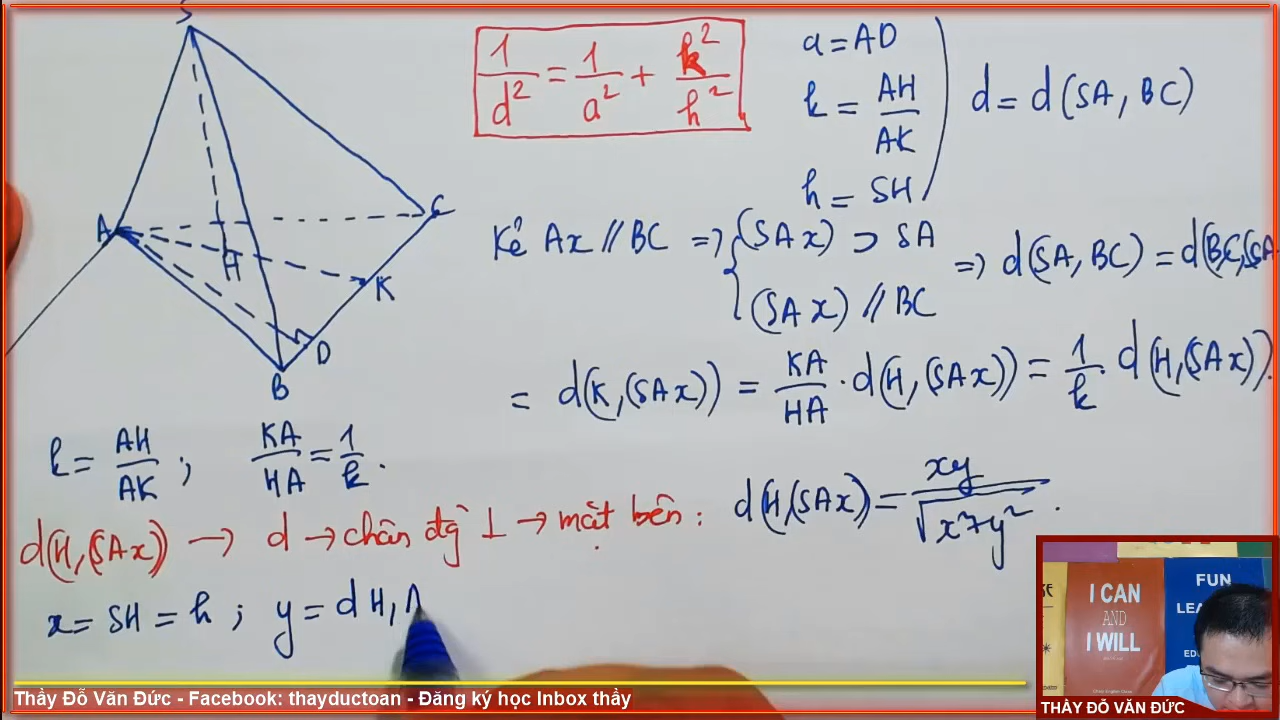 S
A
H
B
D
K
C
1/d² = 1/a² + k²/h²
a = AD
k = AH/AK
h = SH
d = d(SA, BC)
Kẻ Ax // BC => { (SAx) ⊃ SA
(SAx) // BC
=> d(SA, BC) = d(BC, (SA
= d(K, (SAx)) = KA/HA . d(H, (SAx)) = 1/k . d(H, (SAx)).
k = AH/AK ; KA/HA = 1/k .
d(H, (SAx) → d → chân đg ⊥ → mặt bên : d(H, (SAx) = xy/√x²+y² .
x = SH = h ; y = d H, A
I CAN
AND
I WILL
FUN
Thầy Đỗ Văn Đức - Facebook: thayductoan - Đăng ký học Inbox thầy
THẦY ĐỖ VĂN ĐỨC